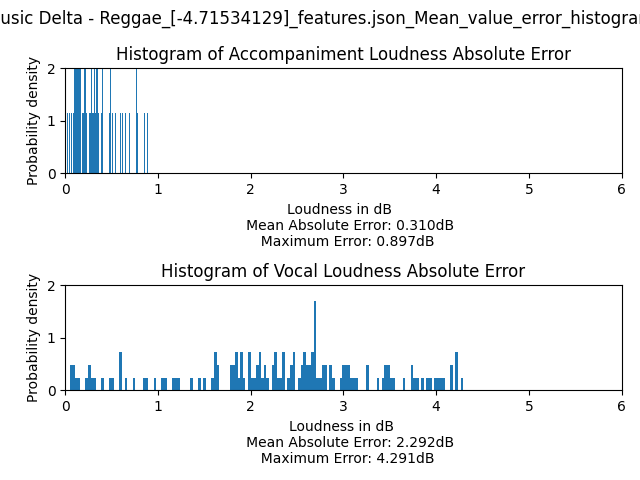 usic Delta - Reggae_[-4.71534129]_features.json_Mean_value_error_histogra
Histogram of Accompaniment Loudness Absolute Error
Probability density
2
1
0
0 1 2 3 4 5 6
Loudness in dB
Mean Absolute Error: 0.310dB
Maximum Error: 0.897dB
Histogram of Vocal Loudness Absolute Error
Probability density
2
1
0
0 1 2 3 4 5 6
Loudness in dB
Mean Absolute Error: 2.292dB
Maximum Error: 4.291dB